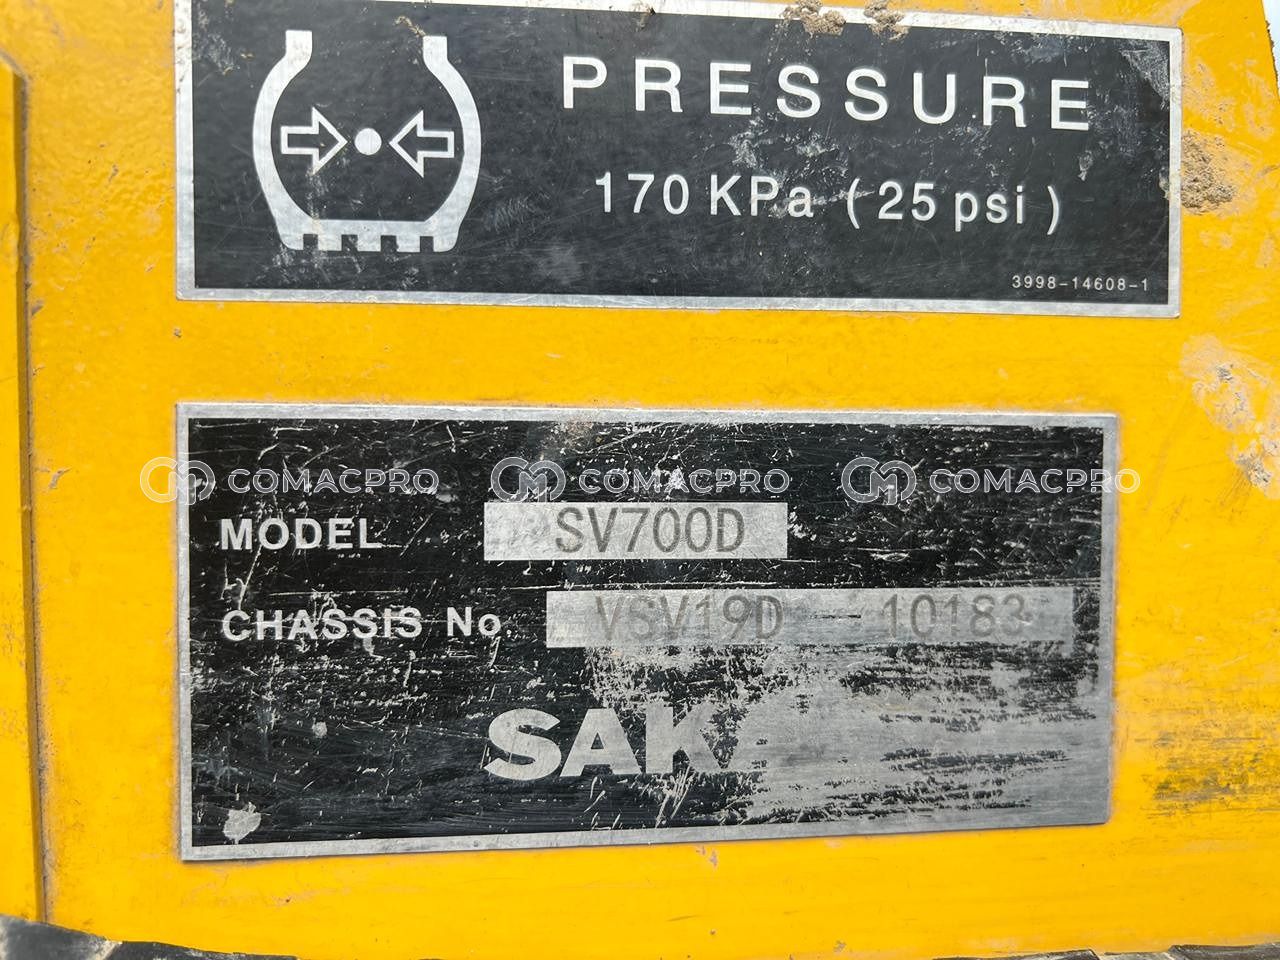 PRESSURE
170 KPa (25 psi)
3998-14608-1
COMACPRO COMACPRO COMACPRO
MODEL SV700D
CHASSIS No. VSV19D 10183
SAK